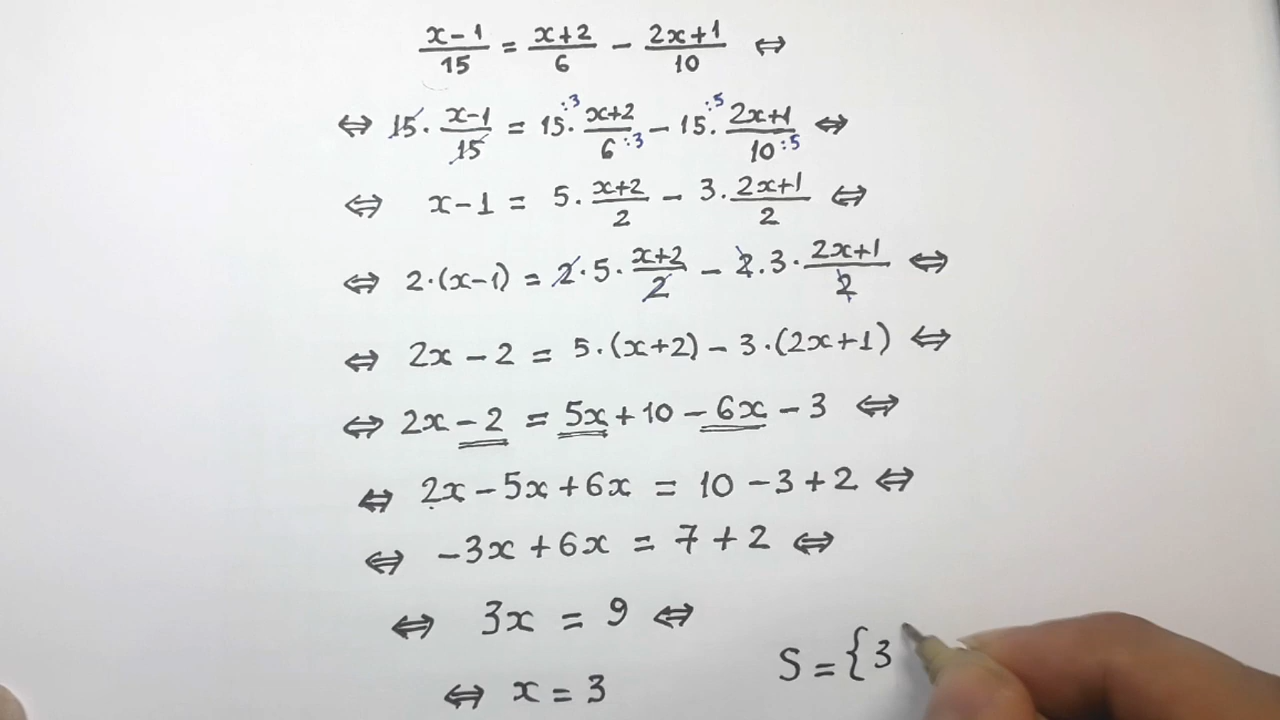 x-1/15 = x+2/6 - 2x+1/10 ⇔
⇔ 15· x-1/15 = 15:3· x+2/6:3 - 15:5· 2x+1/10:5 ⇔
⇔ x-1 = 5· x+2/2 - 3· 2x+1/2 ⇔
⇔ 2·(x-1) = 2·5· x+2/2 - 2·3· 2x+1/2 ⇔
⇔ 2x - 2 = 5·(x+2) - 3·(2x+1) ⇔
⇔ 2x - 2 = 5x + 10 - 6x - 3 ⇔
⇔ 2x - 5x + 6x = 10 - 3 + 2 ⇔
⇔ -3x + 6x = 7 + 2 ⇔
⇔ 3x = 9 ⇔
⇔ x = 3
S = {3